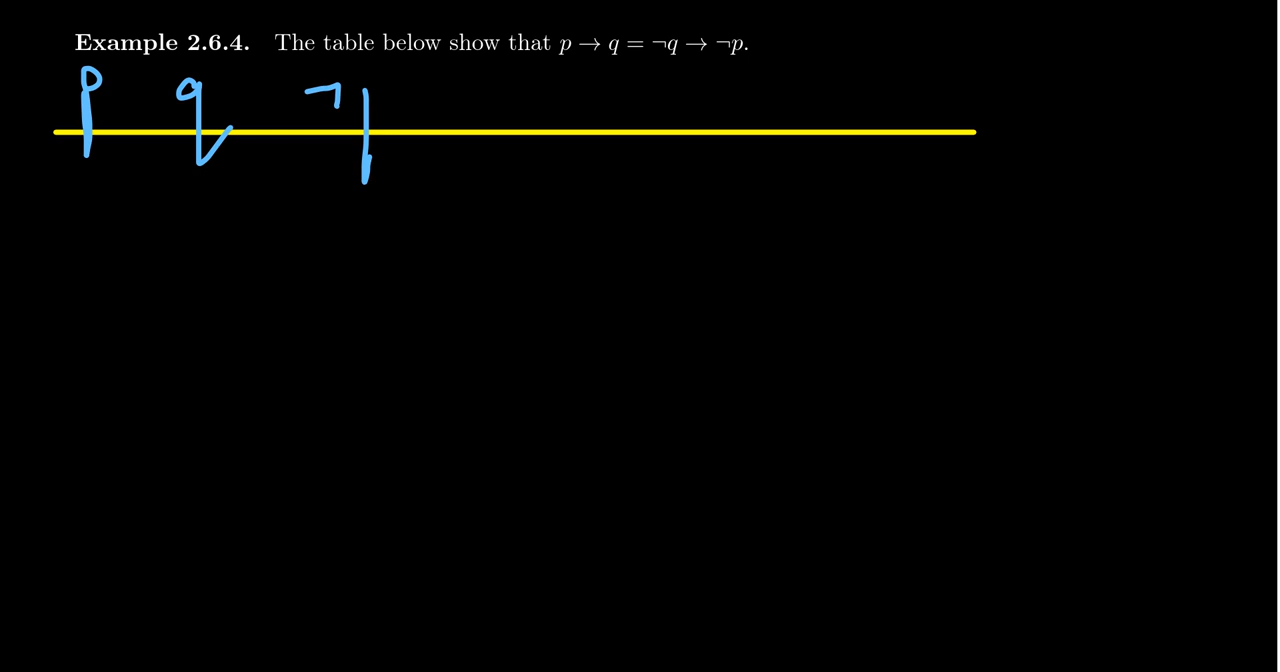 Example 2.6.4. The table below show that p → q = ¬q → ¬p.
p q ¬